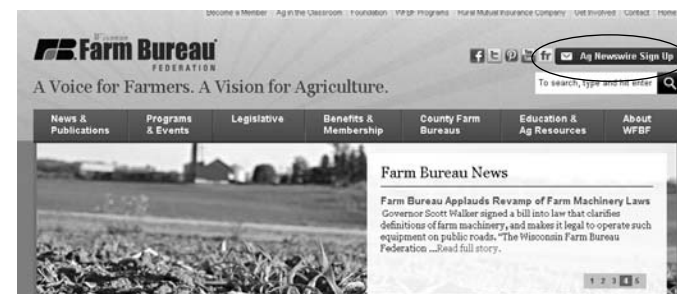 Become a Member Ag in the Classroom Foundation WFBF Programs Rural Mutual Insurance Company Get Involved Contact Home
Wisconsin
FB Farm Bureau
FEDERATION
f t p You Tube fr Ag Newswire Sign Up
A Voice for Farmers. A Vision for Agriculture.
To search, type and hit enter
News & Publications Programs & Events Legislative Benefits & Membership County Farm Bureaus Education & Ag Resources About WFBF
Farm Bureau News
Farm Bureau Applauds Revamp of Farm Machinery Laws
Governor Scott Walker signed a bill into law that clarifies
definitions of farm machinery, and makes it legal to operate such
equipment on public roads. "The Wisconsin Farm Bureau
Federation ...Read full story.
1 2 3 4 5